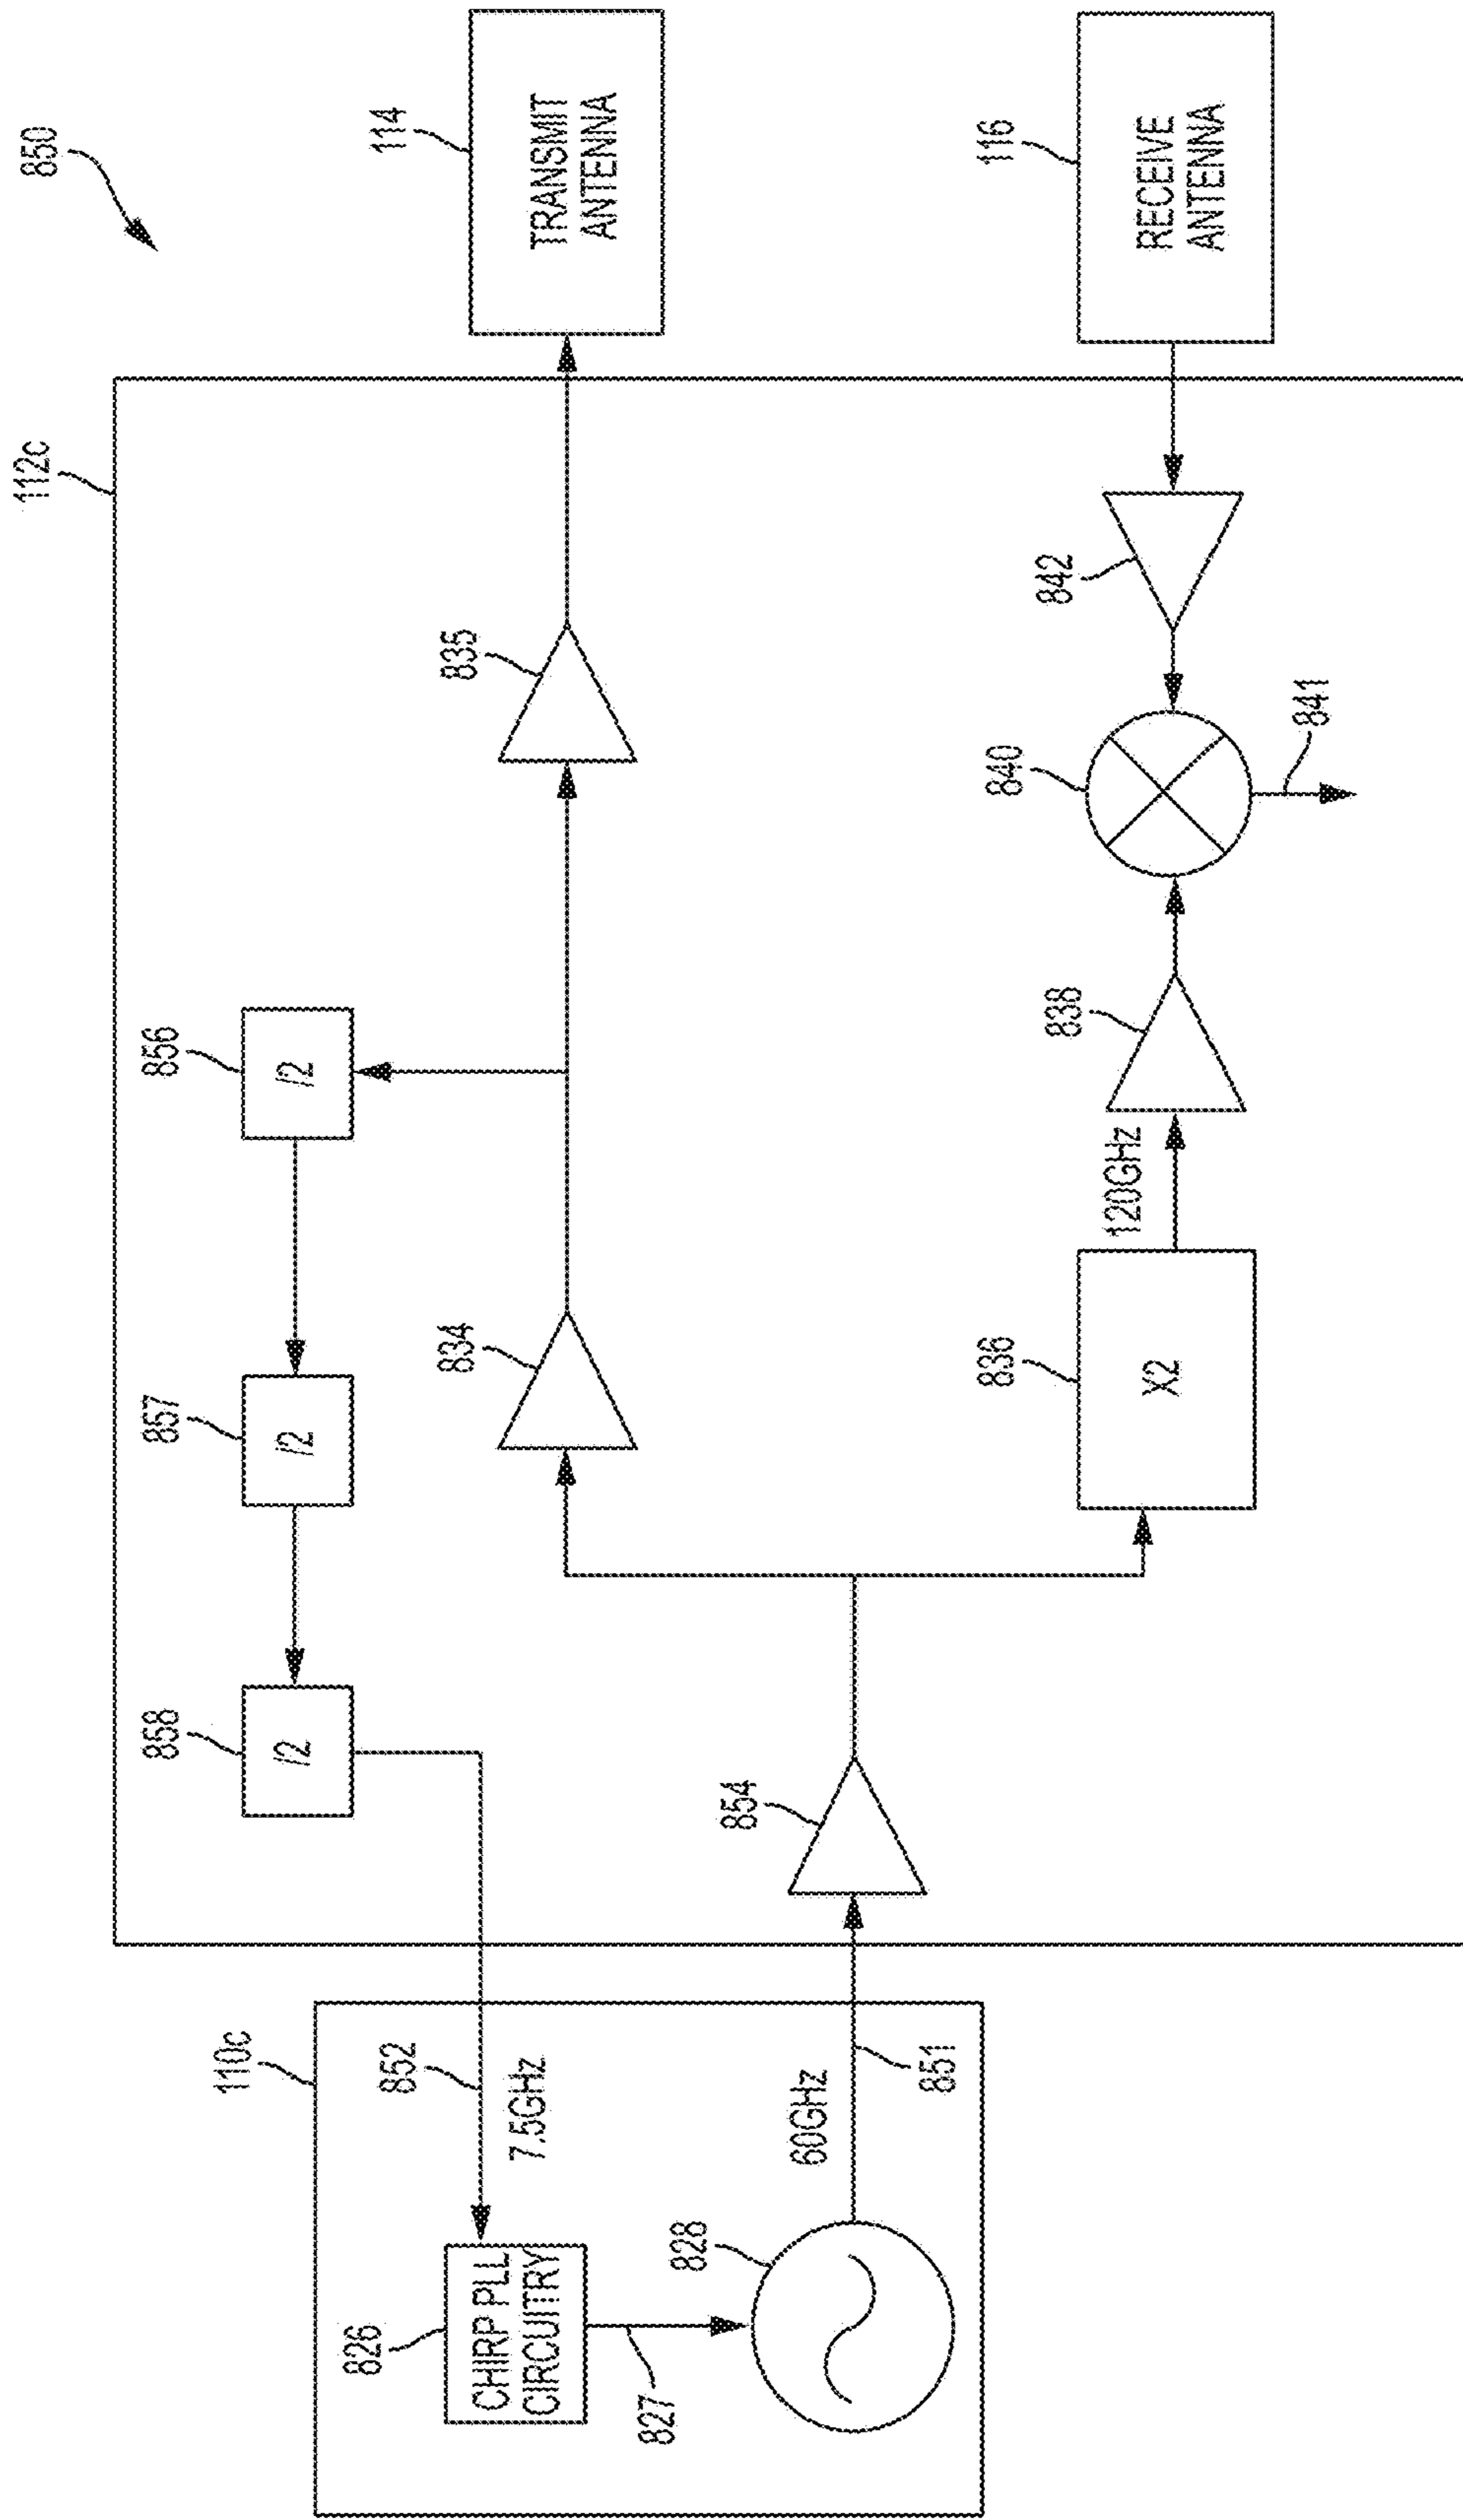 850
112c
110c
852
7.5GHz
826
CHIRP PLL
CIRCUITRY
827
828
60GHz
851
858
/2
857
/2
856
/2
854
834
835
836
X2
120GHz
838
840
841
842
114
TRANSMIT
ANTENNA
116
RECEIVE
ANTENNA